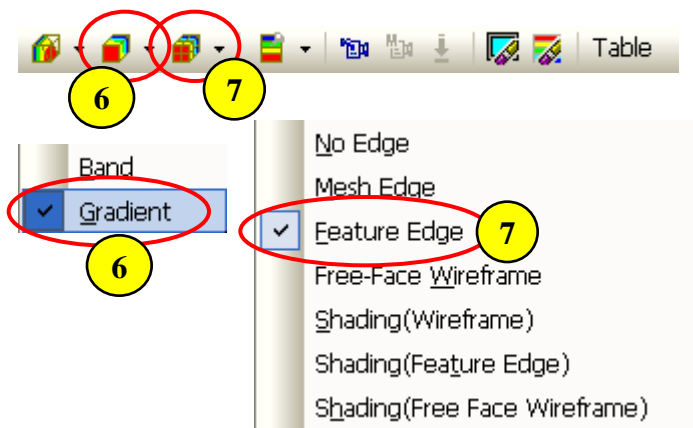 Table
6
7
Band
Gradient
6
No Edge
Mesh Edge
Feature Edge
7
Free-Face Wireframe
Shading(Wireframe)
Shading(Feature Edge)
Shading(Free Face Wireframe)